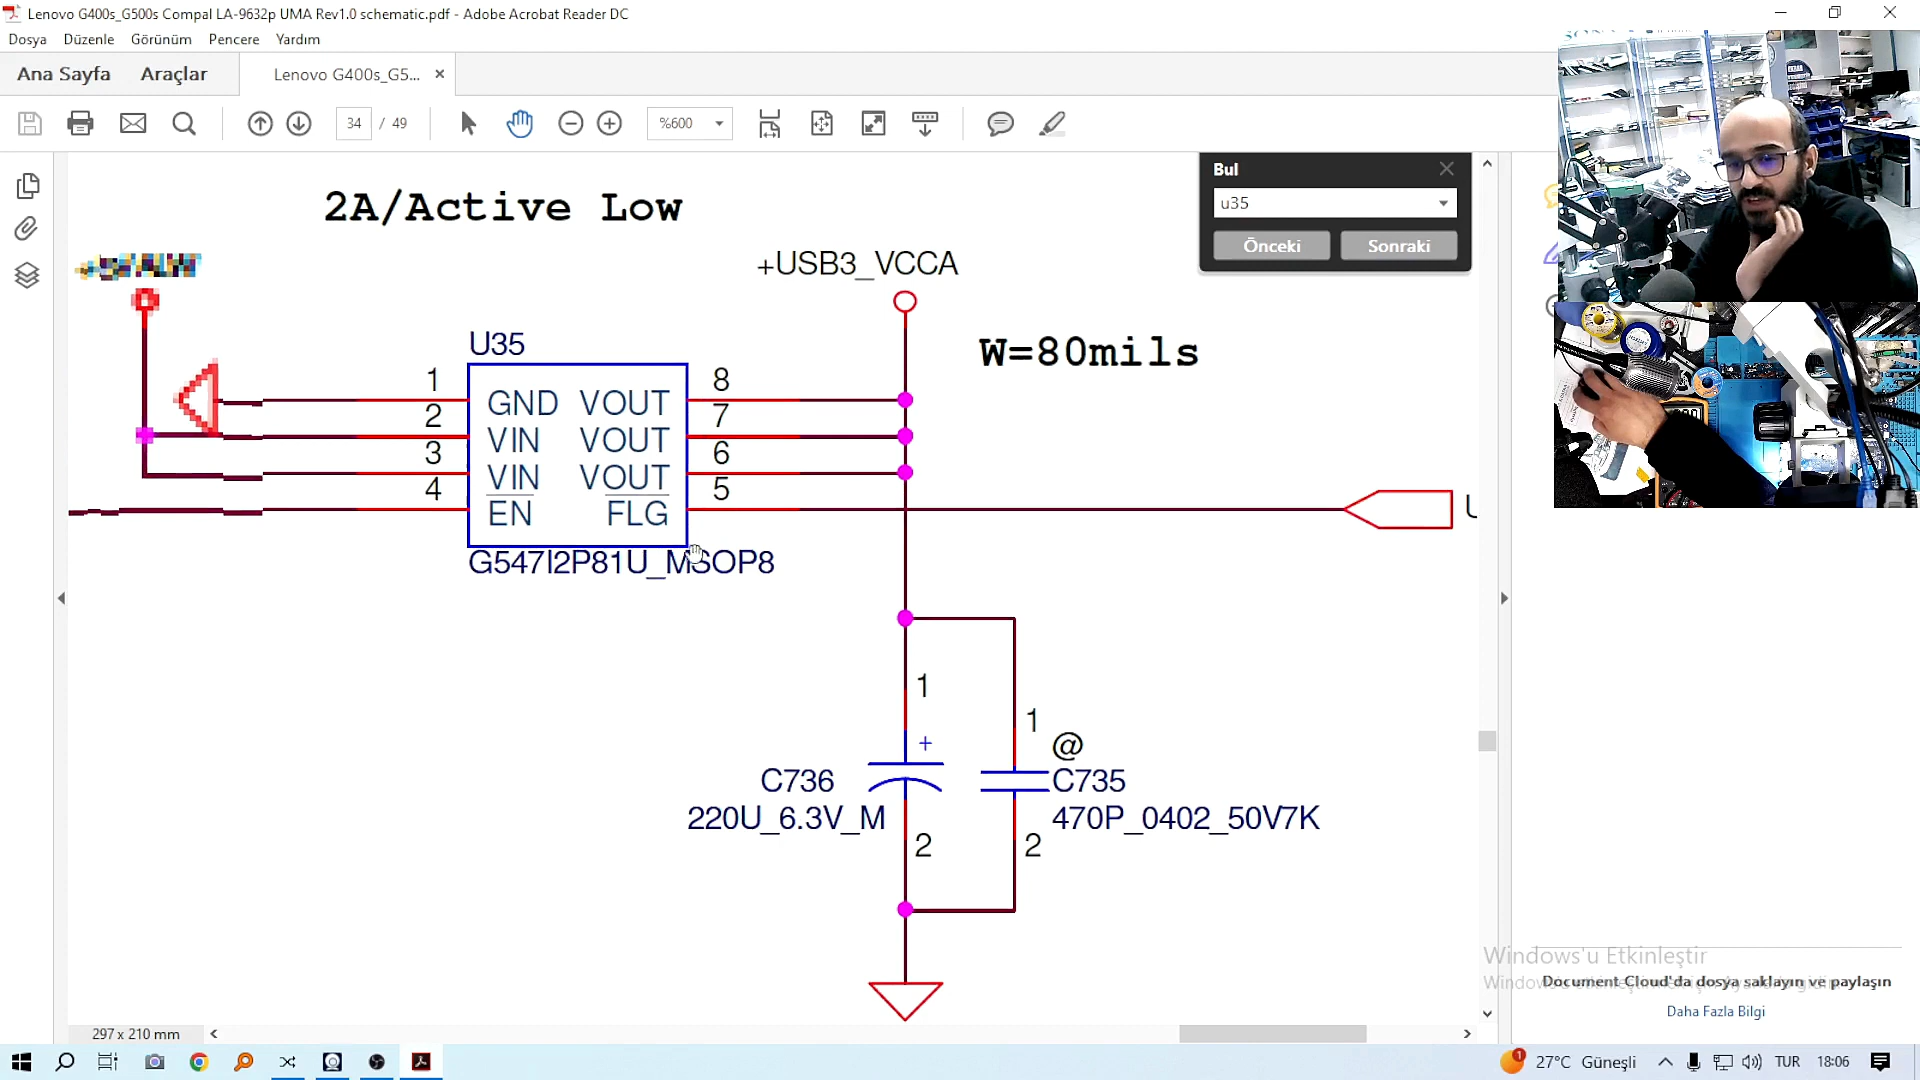 Lenovo G400s_G500s Compal LA-9632p UMA Rev1.0 schematic.pdf - Adobe Acrobat Reader DC
Dosya Düzenle Görünüm Pencere Yardım
Ana Sayfa Araçlar Lenovo G400s_G5... ×
34 / 49 %600
2A/Active Low
Bul
u35
Önceki Sonraki
+USB3_VCCA
W=80mils
U35
1 GND VOUT 8
2 VIN VOUT 7
3 VIN VOUT 6
4 EN FLG 5
G547I2P81U_MSOP8
U
1
1
+
@
C736
C735
220U_6.3V_M
470P_0402_50V7K
2
2
Windows'u Etkinleştir
Document Cloud'da dosya saklayın ve paylaşın
Daha Fazla Bilgi
297 x 210 mm
1 27°C Güneşli TUR 18:06